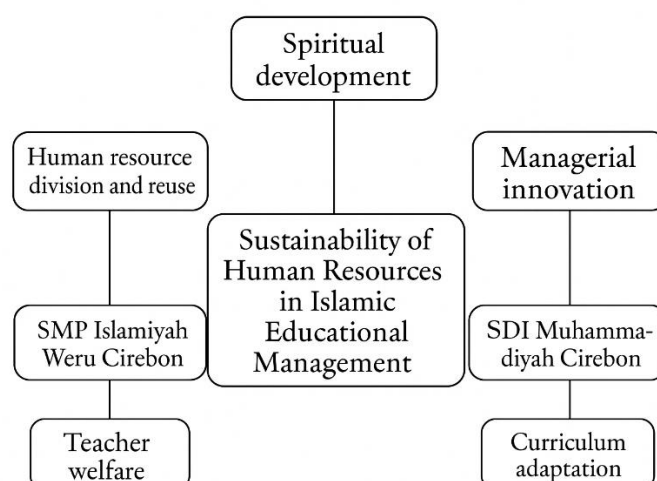 Spiritual
development
Human resource
division and reuse
Managerial
innovation
Sustainability of
Human Resources
in Islamic
Educational
Management
SMP Islamiyah
Weru Cirebon
SDI Muhamma-
diyah Cirebon
Teacher
welfare
Curriculum
adaptation